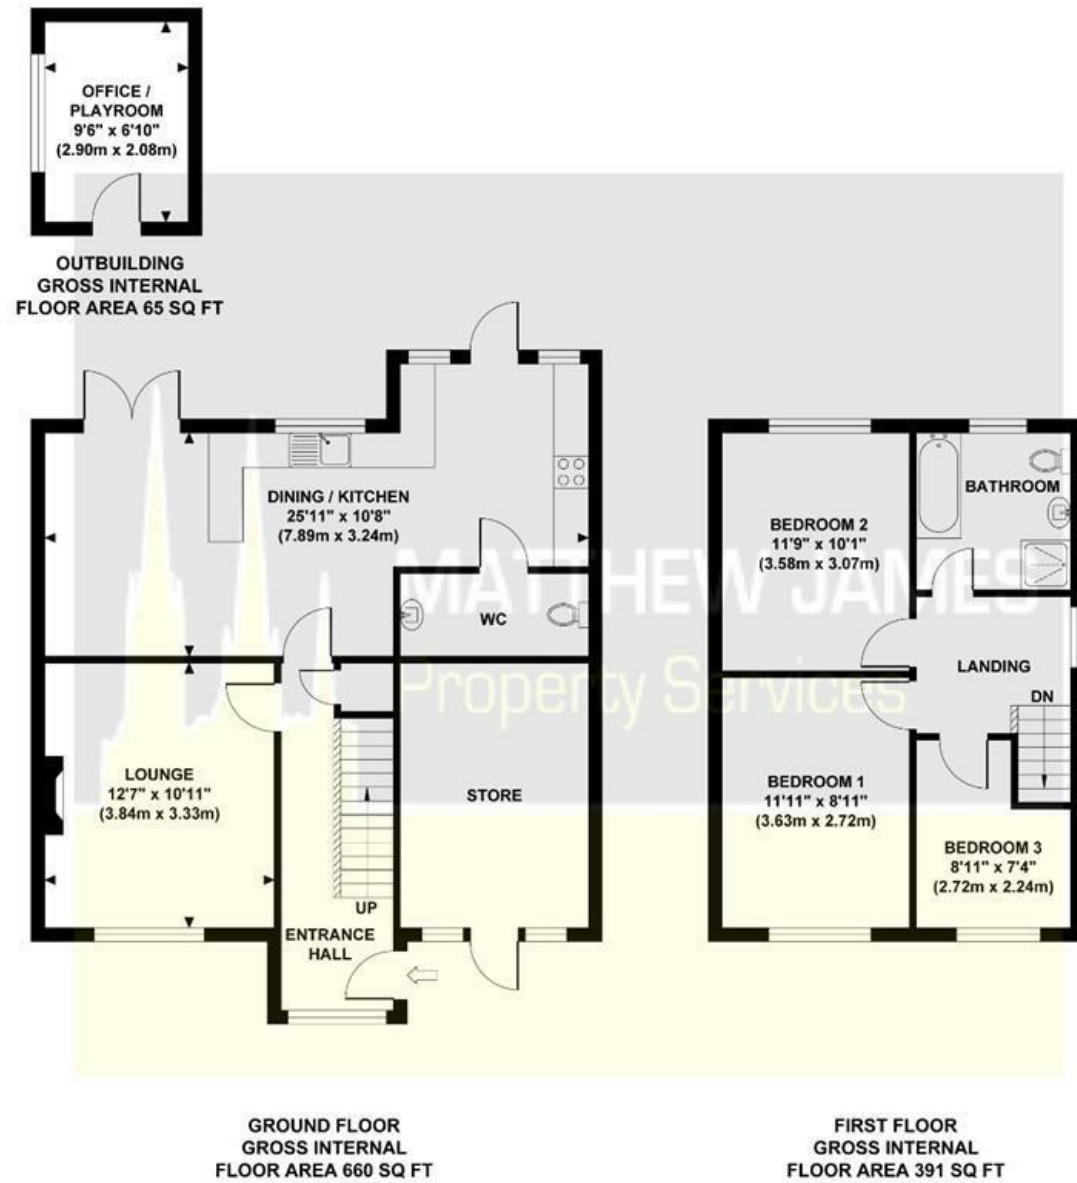 OFFICE /
PLAYROOM
9'6" x 6'10"
(2.90m x 2.08m)
OUTBUILDING
GROSS INTERNAL
FLOOR AREA 65 SQ FT
DINING / KITCHEN
25'11" x 10'8"
(7.89m x 3.24m)
WC
LOUNGE
12'7" x 10'11"
(3.84m x 3.33m)
STORE
UP
ENTRANCE
HALL
BEDROOM 2
11'9" x 10'1"
(3.58m x 3.07m)
BATHROOM
LANDING
DN
BEDROOM 1
11'11" x 8'11"
(3.63m x 2.72m)
BEDROOM 3
8'11" x 7'4"
(2.72m x 2.24m)
MATTHEW JAMES
Property Services
GROUND FLOOR
GROSS INTERNAL
FLOOR AREA 660 SQ FT
FIRST FLOOR
GROSS INTERNAL
FLOOR AREA 391 SQ FT